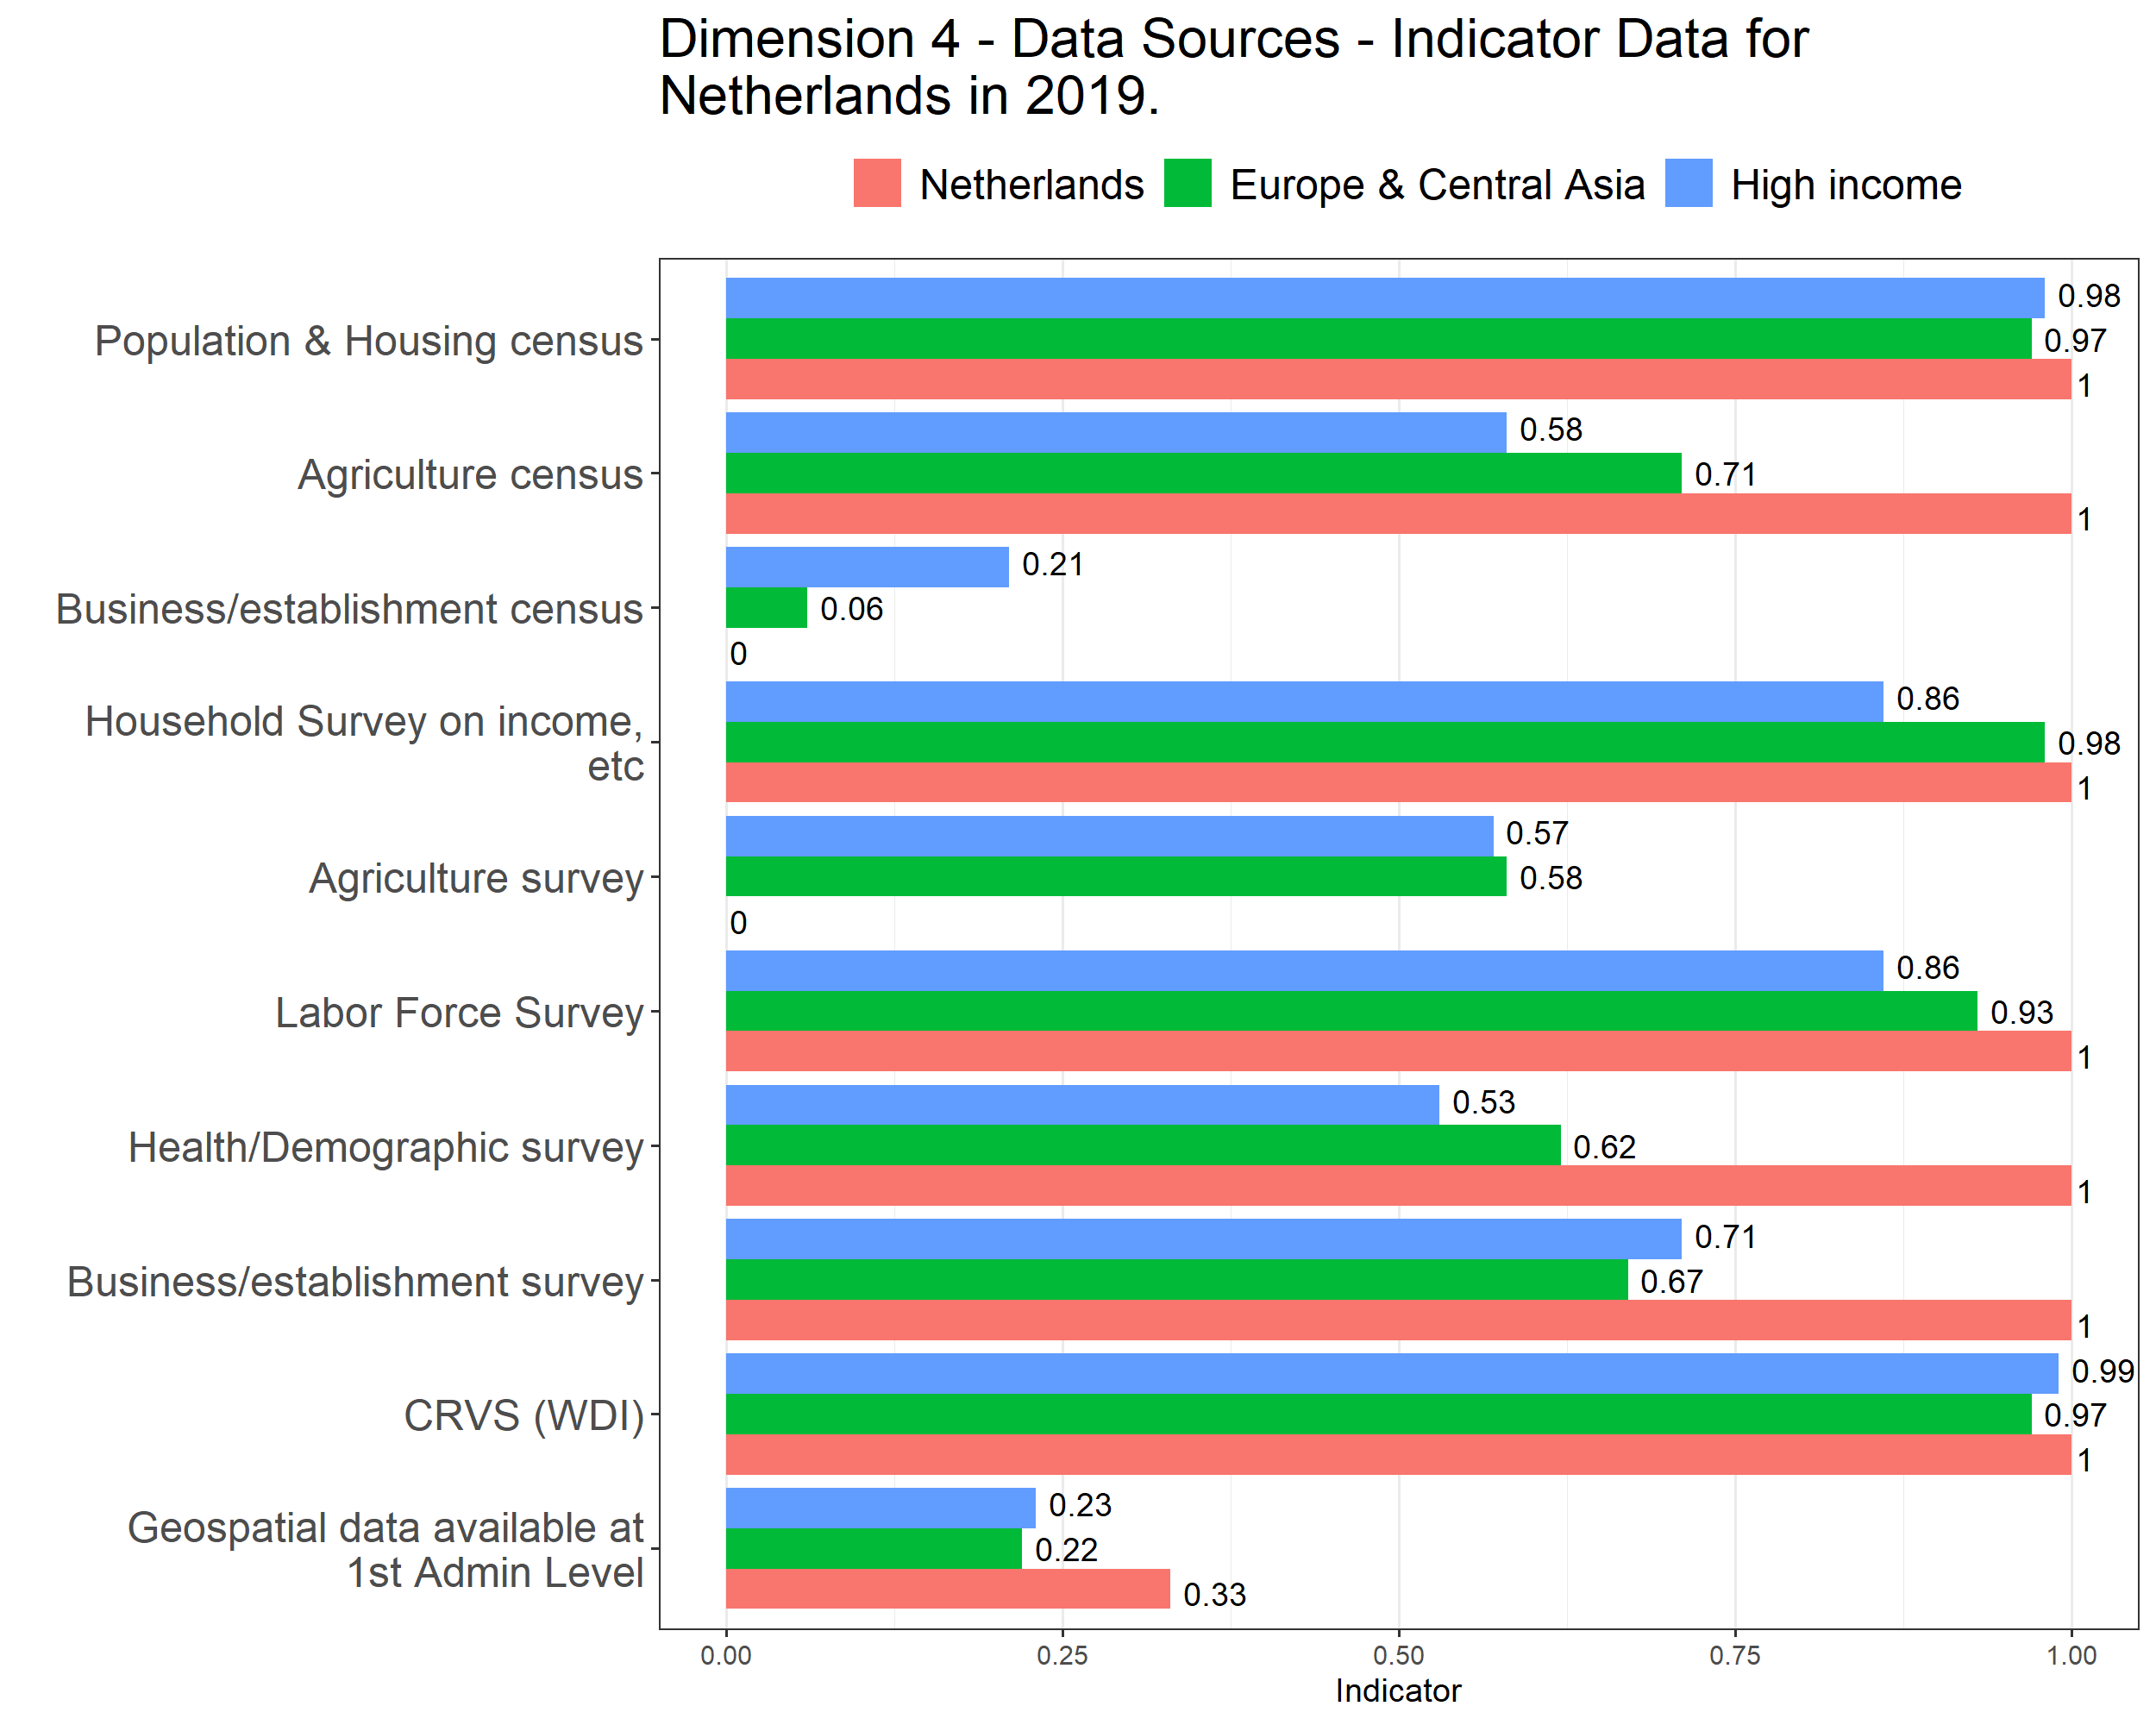 Dimension 4 - Data Sources - Indicator Data for
Netherlands in 2019.
Netherlands
Europe & Central Asia
High income
Population & Housing census
0.98
0.97
1
Agriculture census
0.58
0.71
1
Business/establishment census
0.21
0.06
0
Household Survey on income,
etc
0.86
0.98
1
Agriculture survey
0.57
0.58
0
Labor Force Survey
0.86
0.93
1
Health/Demographic survey
0.53
0.62
1
Business/establishment survey
0.71
0.67
1
CRVS (WDI)
0.99
0.97
1
Geospatial data available at
1st Admin Level
0.23
0.22
0.33
0.00
0.25
0.50
0.75
1.00
Indicator